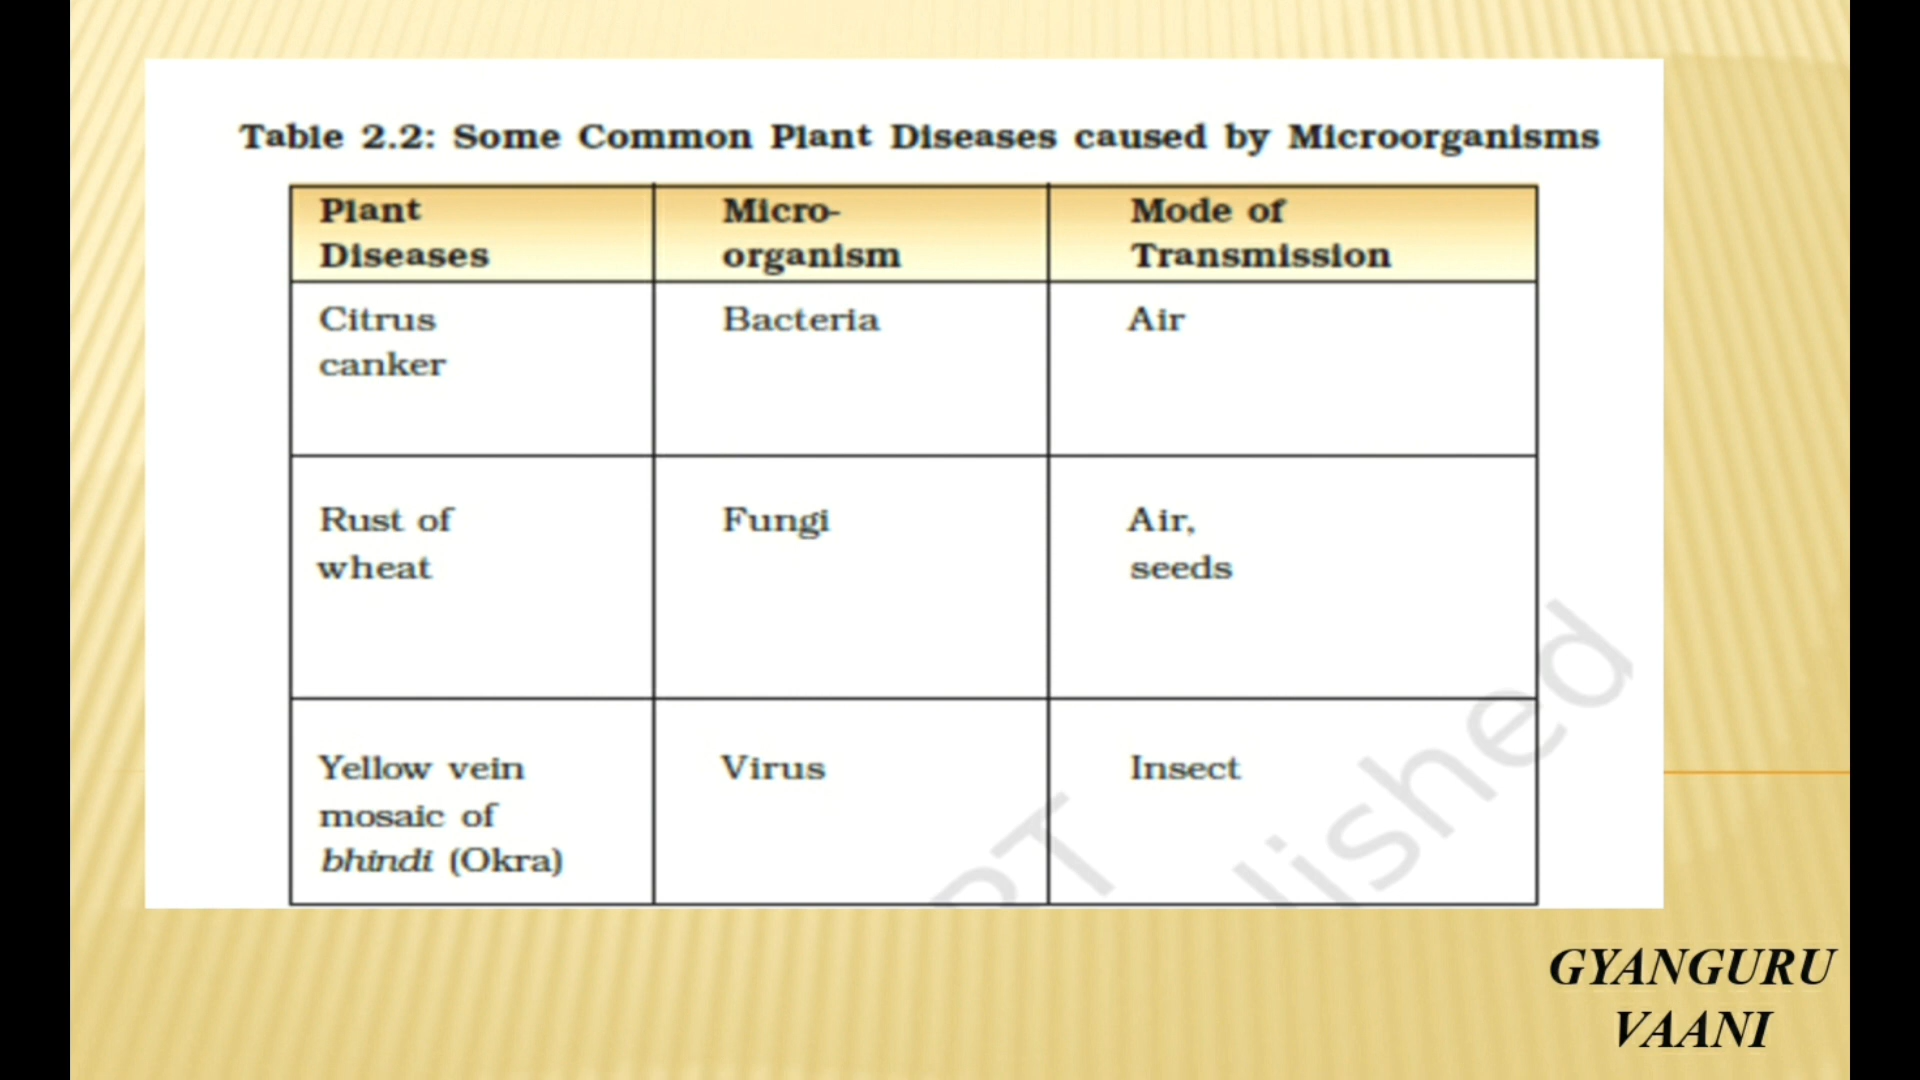 Table 2.2: Some Common Plant Diseases caused by Microorganisms
Plant Diseases
Micro-organism
Mode of Transmission
Citrus canker
Bacteria
Air
Rust of wheat
Fungi
Air, seeds
Yellow vein mosaic of bhindi (Okra)
Virus
Insect
GYANGURU
VAANI